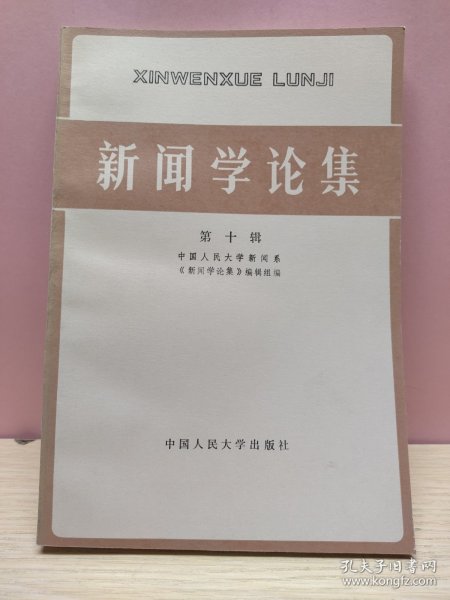 XINWENXUE LUNJI
新闻学论集
第十辑
中国人民大学新闻系
《新闻学论集》编辑组编
中国人民大学出版社
孔夫子旧书网
www.kongfz.com